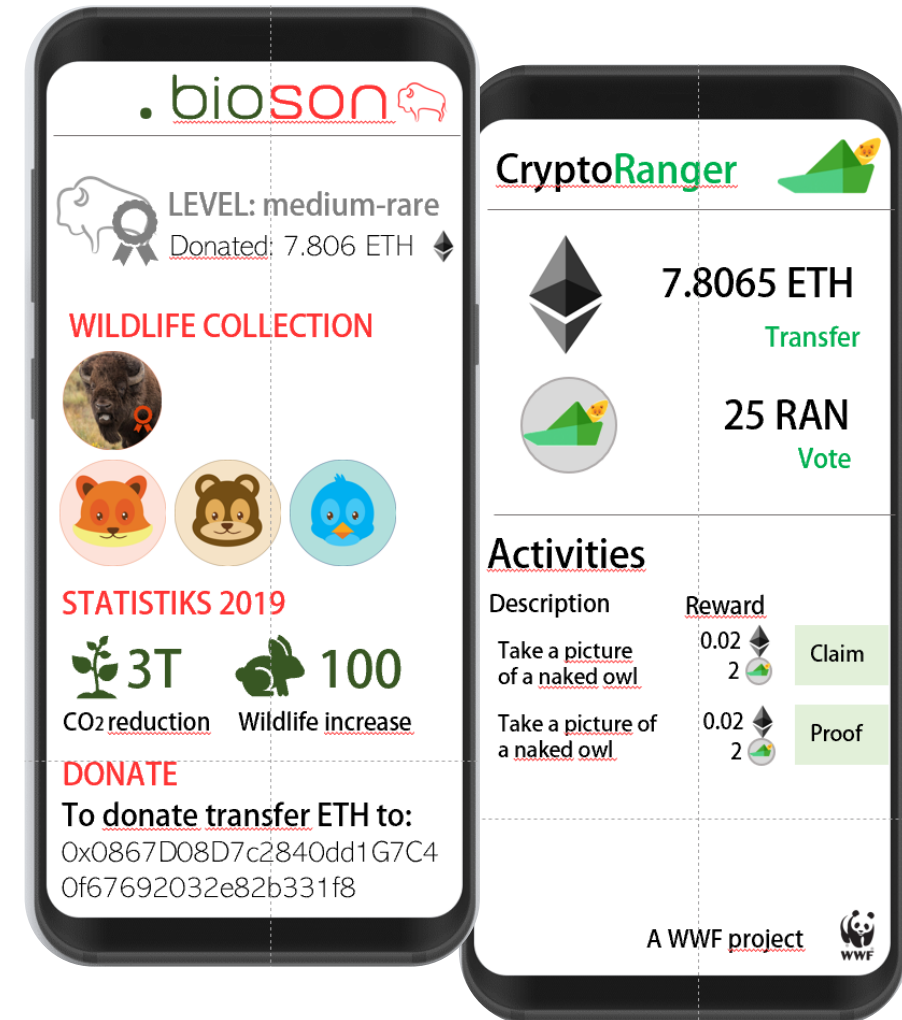 .bioson
LEVEL: medium-rare
Donated: 7.806 ETH
WILDLIFE COLLECTION
STATISTIKS 2019
3T
100
CO2 reduction
Wildlife increase
DONATE
To donate transfer ETH to:
0x0867D08D7c2840dd1G7C4
0f67692032e82b331f8
CryptoRanger
7.8065 ETH
Transfer
25 RAN
Vote
Activities
Description
Reward
Take a picture
of a naked owl
0.02
2
Claim
Take a picture of
a naked owl
0.02
2
Proof
A WWF project
WWF